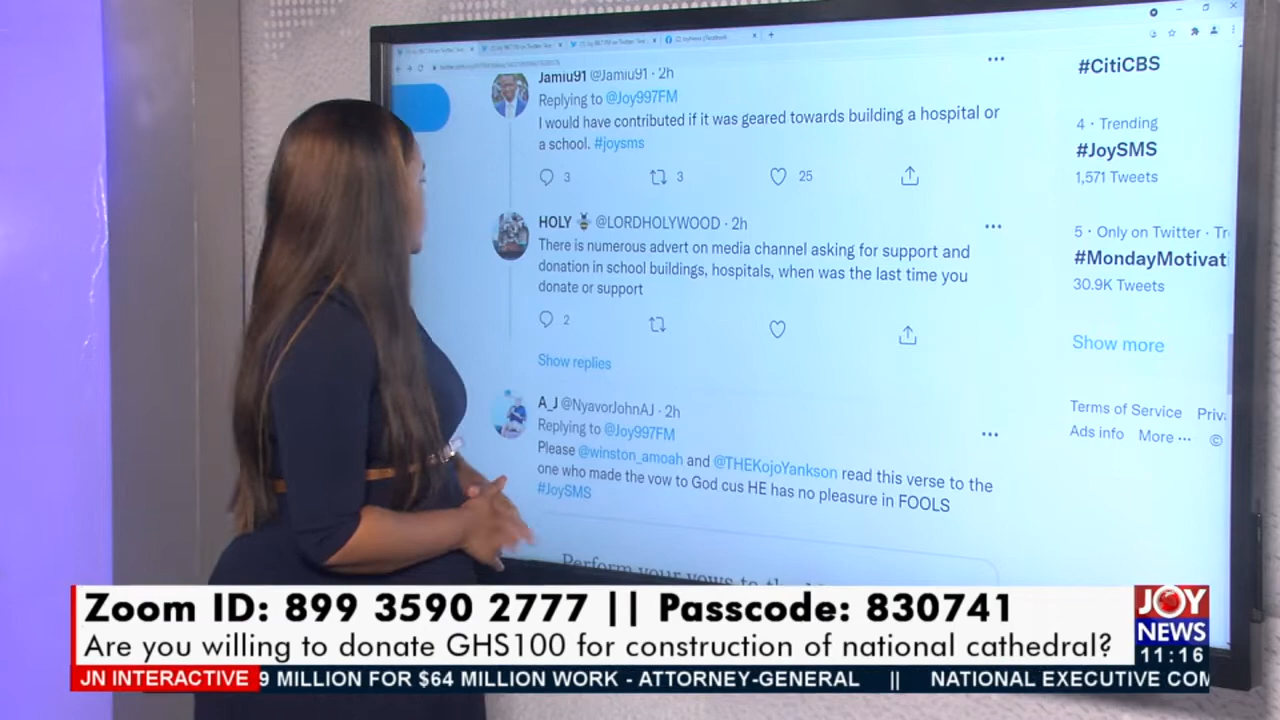 Jamiu91 @Jamiu91 · 2h
Replying to @Joy997FM
I would have contributed if it was geared towards building a hospital or
a school. #joysms
3 3 25
HOLY @LORDHOLYWOOD · 2h
There is numerous advert on media channel asking for support and
donation in school buildings, hospitals, when was the last time you
donate or support
2
Show replies
A_J @NyavorJohnAJ · 2h
Replying to @Joy997FM
Please @winston_amoah and @THEKojoYankson read this verse to the
one who made the vow to God cus HE has no pleasure in FOOLS
#JoySMS
Perform your vows to the
#CitiCBS
4 · Trending
#JoySMS
1,571 Tweets
5 · Only on Twitter · Tr
#MondayMotivati
30.9K Tweets
Show more
Terms of Service Priv
Ads info More ··· ©
Zoom ID: 899 3590 2777 || Passcode: 830741
Are you willing to donate GHS100 for construction of national cathedral?
JOY
NEWS
11:16
JN INTERACTIVE 9 MILLION FOR $64 MILLION WORK - ATTORNEY-GENERAL || NATIONAL EXECUTIVE COM